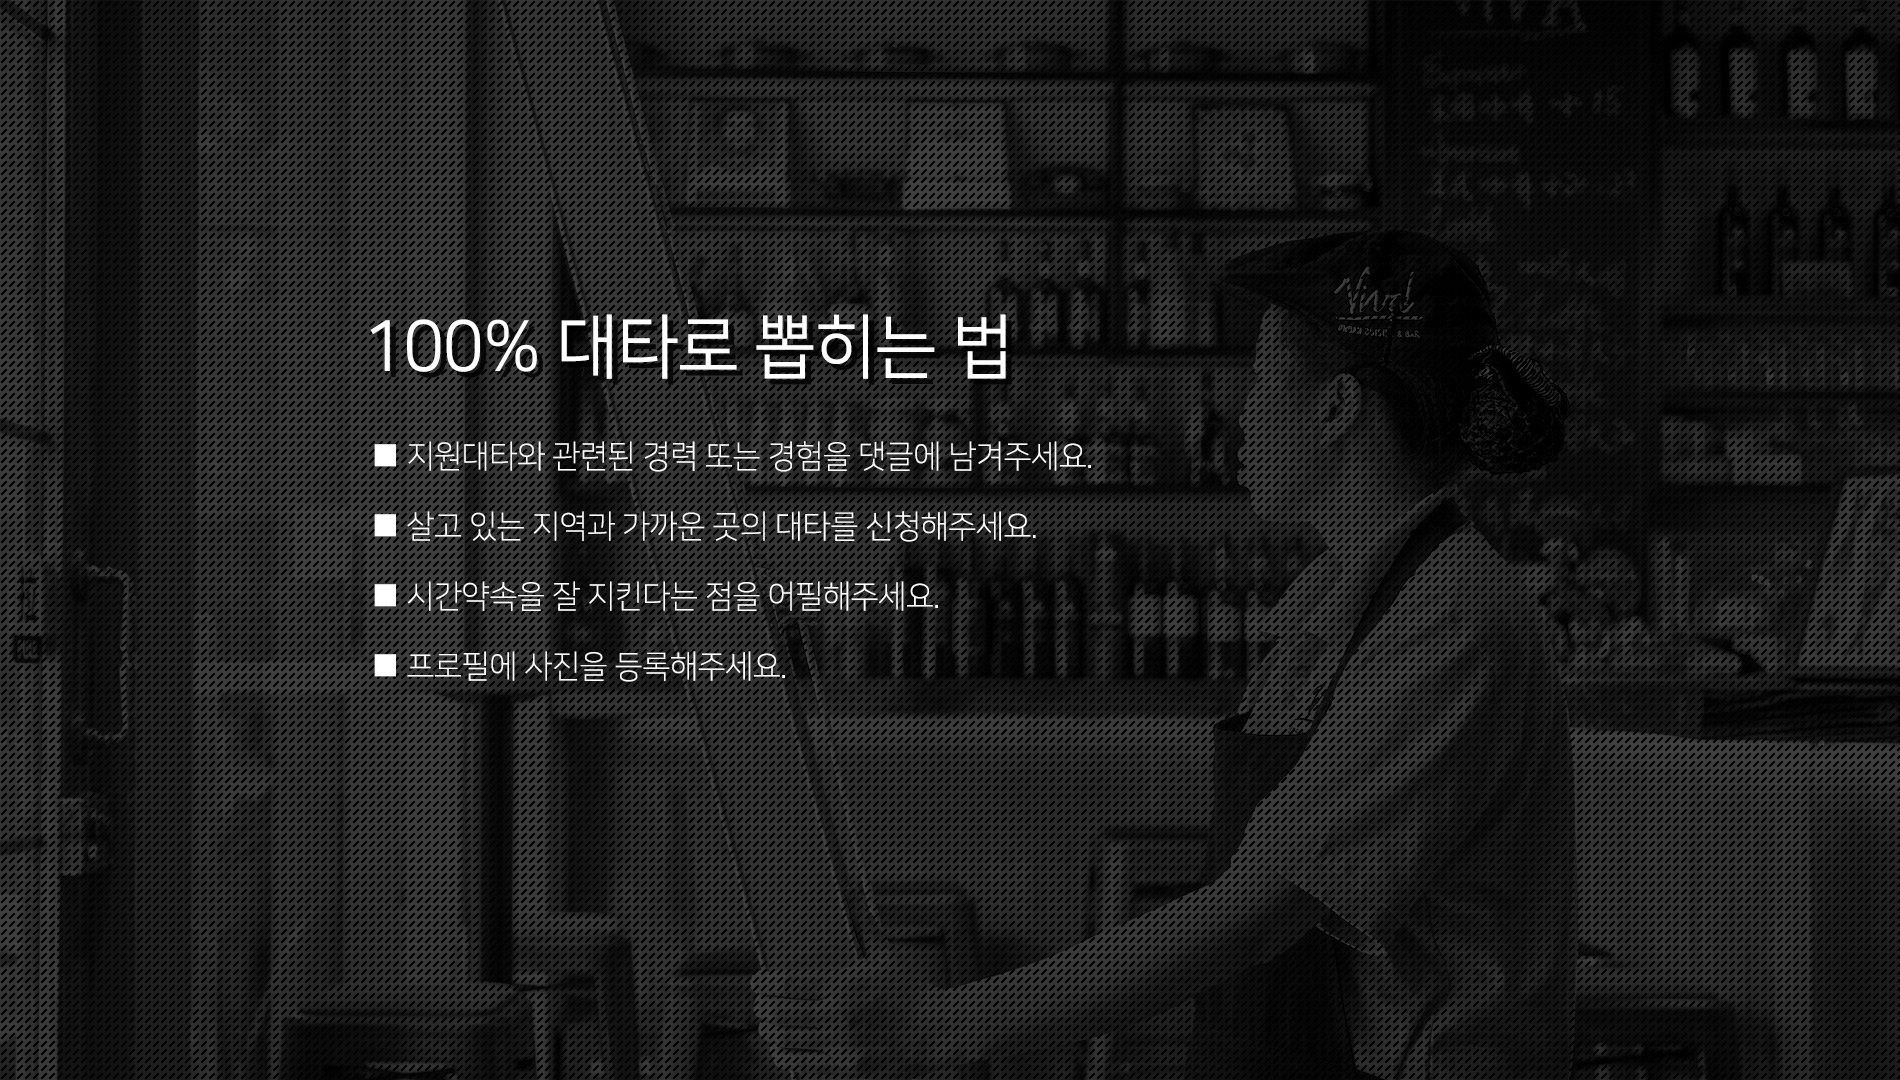 100% 대타로 뽑히는 법
■ 지원대타와 관련된 경력 또는 경험을 댓글에 남겨주세요.
■ 살고 있는 지역과 가까운 곳의 대타를 신청해주세요.
■ 시간약속을 잘 지킨다는 점을 어필해주세요.
■ 프로필에 사진을 등록해주세요.